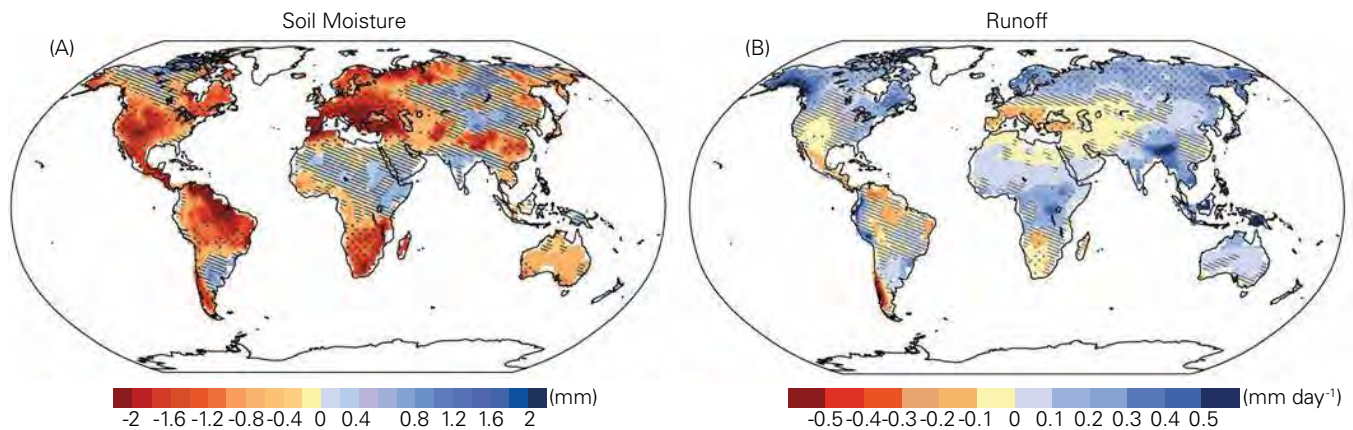 Soil Moisture
Runoff
(A)
(B)
(mm)
-2 -1.6 -1.2 -0.8 -0.4 0 0.4 0.8 1.2 1.6 2
(mm day-1)
-0.5 -0.4 -0.3 -0.2 -0.1 0 0.1 0.2 0.3 0.4 0.5